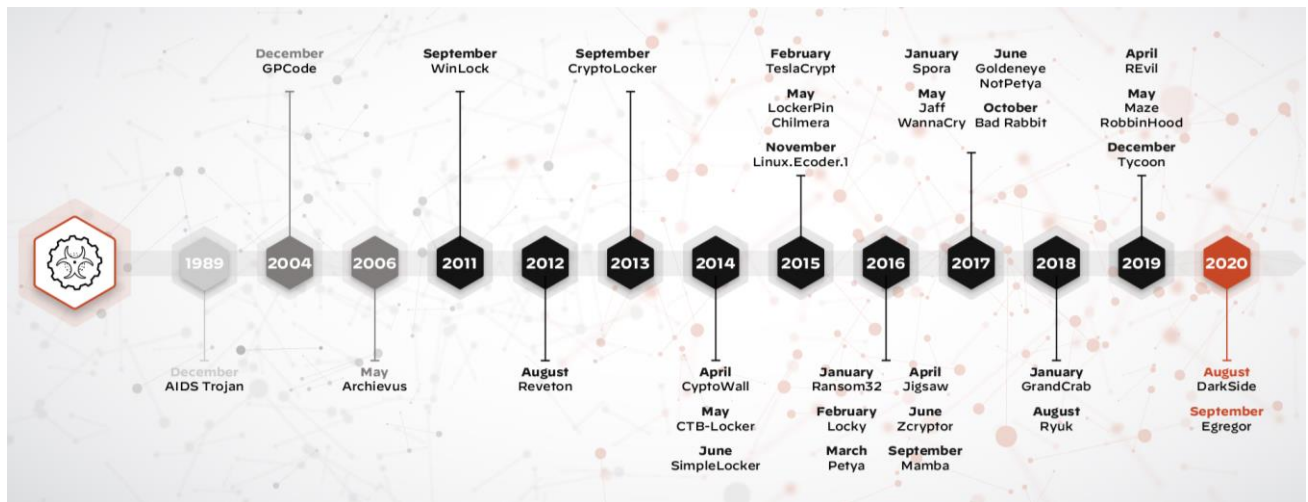 December
GPCode
September
WinLock
September
CryptoLocker
February
TeslaCrypt
May
LockerPin
Chilmera
November
Linux.Ecoder.1
January
Spora
May
Jaff
WannaCry
June
Goldeneye
NotPetya
October
Bad Rabbit
April
REvil
May
Maze
RobbinHood
December
Tycoon
1989
2004
2006
2011
2012
2013
2014
2015
2016
2017
2018
2019
2020
December
AIDS Trojan
May
Archievus
August
Reveton
April
CyptoWall
May
CTB-Locker
June
SimpleLocker
January
Ransom32
February
Locky
March
Petya
April
Jigsaw
June
Zcryptor
September
Mamba
January
GrandCrab
August
Ryuk
August
DarkSide
September
Egregor